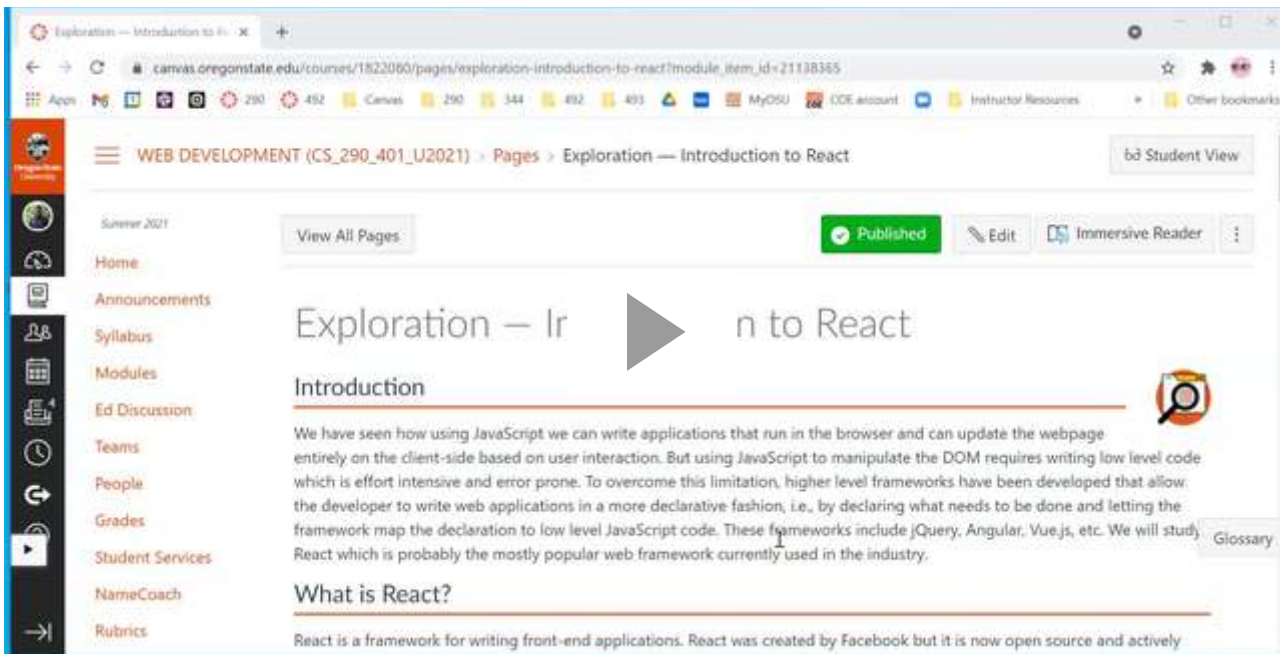 Exploration — Introduction to
canvas.oregonstate.edu/courses/1822060/pages/exploration-introduction-to-react?module_item_id=21138365
Apps 290 492 Canvas 290 344 492 493 MyOSU COE account Instructor Resources » Other bookmarks
WEB DEVELOPMENT (CS_290_401_U2021) > Pages > Exploration — Introduction to React
Student View
Summer 2021
View All Pages
Published
Edit
Immersive Reader
Home
Announcements
Syllabus
Modules
Ed Discussion
Teams
People
Grades
Student Services
NameCoach
Rubrics
4
Exploration — Ir n to React
Introduction
We have seen how using JavaScript we can write applications that run in the browser and can update the webpage
entirely on the client-side based on user interaction. But using JavaScript to manipulate the DOM requires writing low level code
which is effort intensive and error prone. To overcome this limitation, higher level frameworks have been developed that allow
the developer to write web applications in a more declarative fashion, i.e., by declaring what needs to be done and letting the
framework map the declaration to low level JavaScript code. These frameworks include jQuery, Angular, Vue.js, etc. We will study
React which is probably the mostly popular web framework currently used in the industry.
Glossary
What is React?
React is a framework for writing front-end applications. React was created by Facebook but it is now open source and actively